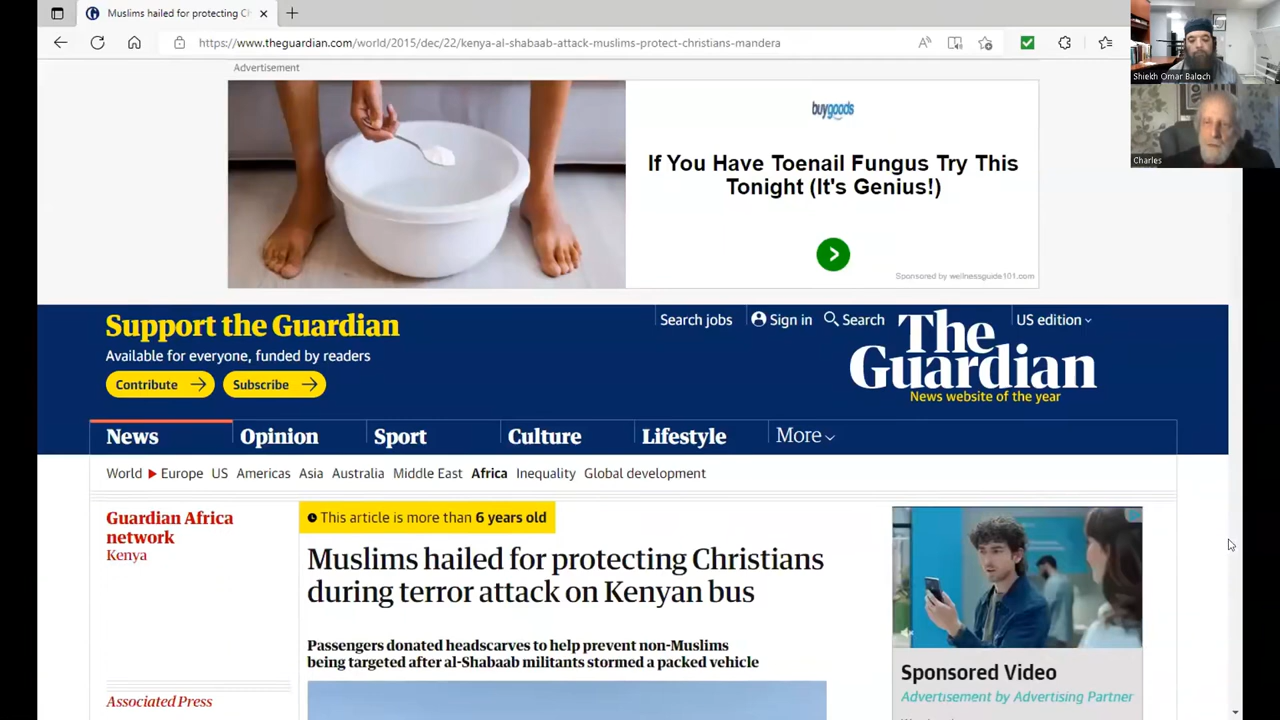 Muslims hailed for protecting Ch
https://www.theguardian.com/world/2015/dec/22/kenya-al-shabaab-attack-muslims-protect-christians-mandera
Shiekh Omar Baloch
Charles
Advertisement
buygoods
If You Have Toenail Fungus Try This
Tonight (It's Genius!)
Sponsored by wellnessguide101.com
Support the Guardian
Available for everyone, funded by readers
Contribute
Subscribe
Search jobs
Sign in
Search
US edition
The
Guardian
News website of the year
News
Opinion
Sport
Culture
Lifestyle
More
World
Europe
US
Americas
Asia
Australia
Middle East
Africa
Inequality
Global development
Guardian Africa
network
Kenya
This article is more than 6 years old
Muslims hailed for protecting Christians
during terror attack on Kenyan bus
Passengers donated headscarves to help prevent non-Muslims
being targeted after al-Shabaab militants stormed a packed vehicle
Associated Press
Sponsored Video
Advertisement by Advertising Partner